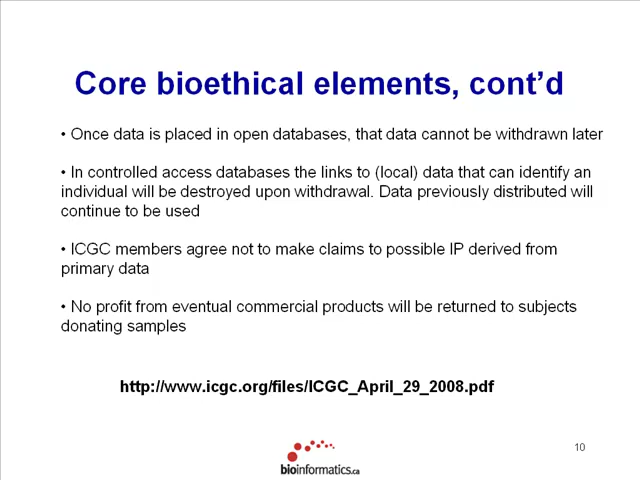 Core bioethical elements, cont’d
• Once data is placed in open databases, that data cannot be withdrawn later
• In controlled access databases the links to (local) data that can identify an
individual will be destroyed upon withdrawal. Data previously distributed will
continue to be used
• ICGC members agree not to make claims to possible IP derived from
primary data
• No profit from eventual commercial products will be returned to subjects
donating samples
http://www.icgc.org/files/ICGC_April_29_2008.pdf
bioinformatics.ca
10